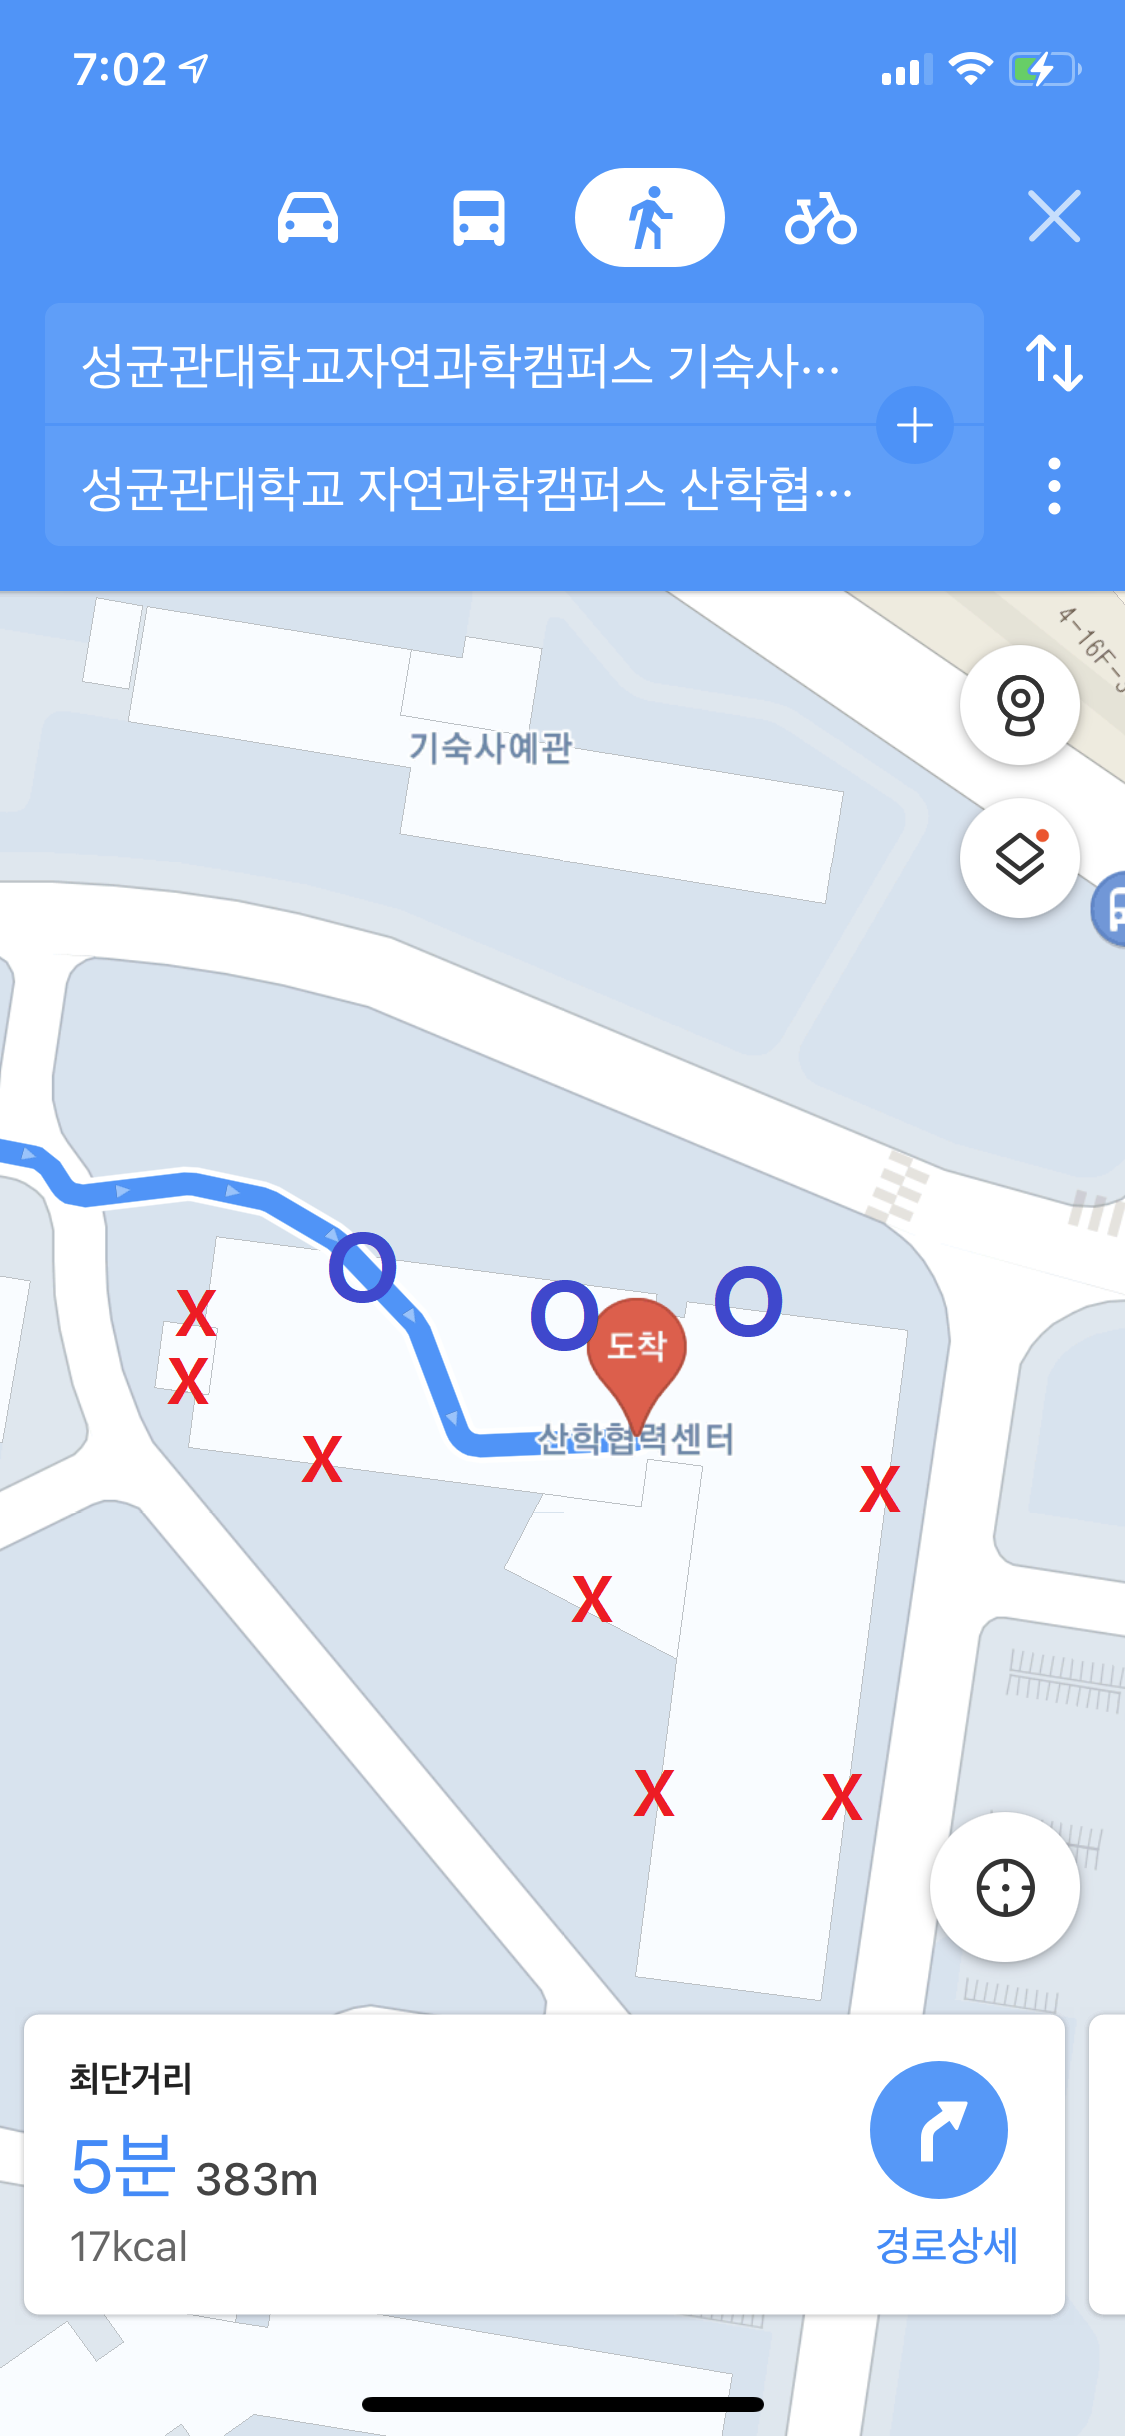 7:02
성균관대학교자연과학캠퍼스 기숙사…
성균관대학교 자연과학캠퍼스 산학협…
4-16F-
기숙사예관
O
O
O
도착
X
X
산학협력센터
X
X
X
X
X
최단거리
5분 383m
17kcal
경로상세